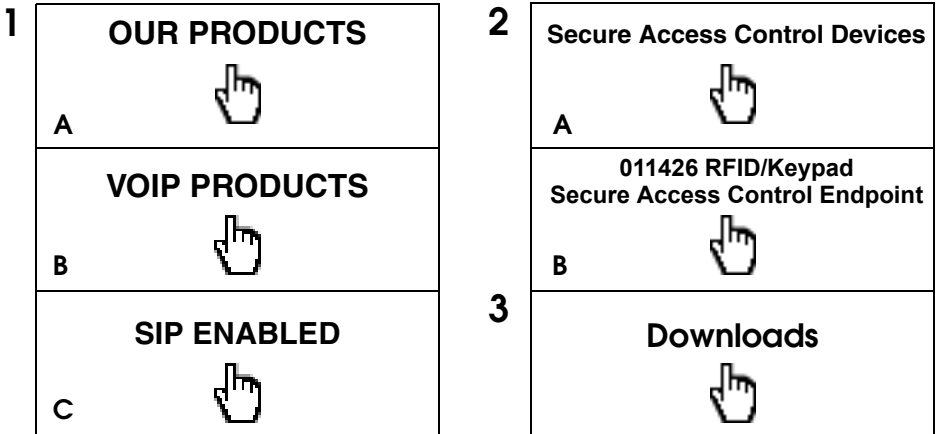 1
OUR PRODUCTS
A
VOIP PRODUCTS
B
SIP ENABLED
C
2
Secure Access Control Devices
A
011426 RFID/Keypad
Secure Access Control Endpoint
B
3
Downloads